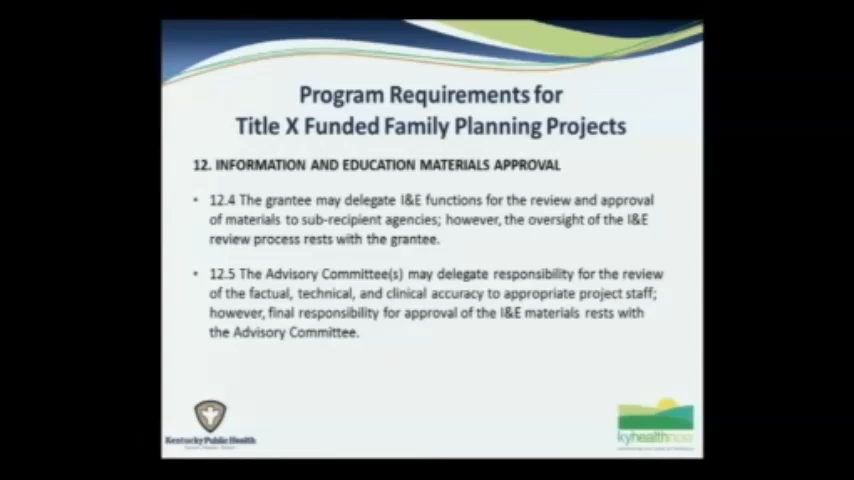 Program Requirements for
Title X Funded Family Planning Projects
12. INFORMATION AND EDUCATION MATERIALS APPROVAL
• 12.4 The grantee may delegate I&E functions for the review and approval
of materials to sub-recipient agencies; however, the oversight of the I&E
review process rests with the grantee.
• 12.5 The Advisory Committee(s) may delegate responsibility for the review
of the factual, technical, and clinical accuracy to appropriate project staff;
however, final responsibility for approval of the I&E materials rests with
the Advisory Committee.
Kentucky Public Health
kyhealthnow